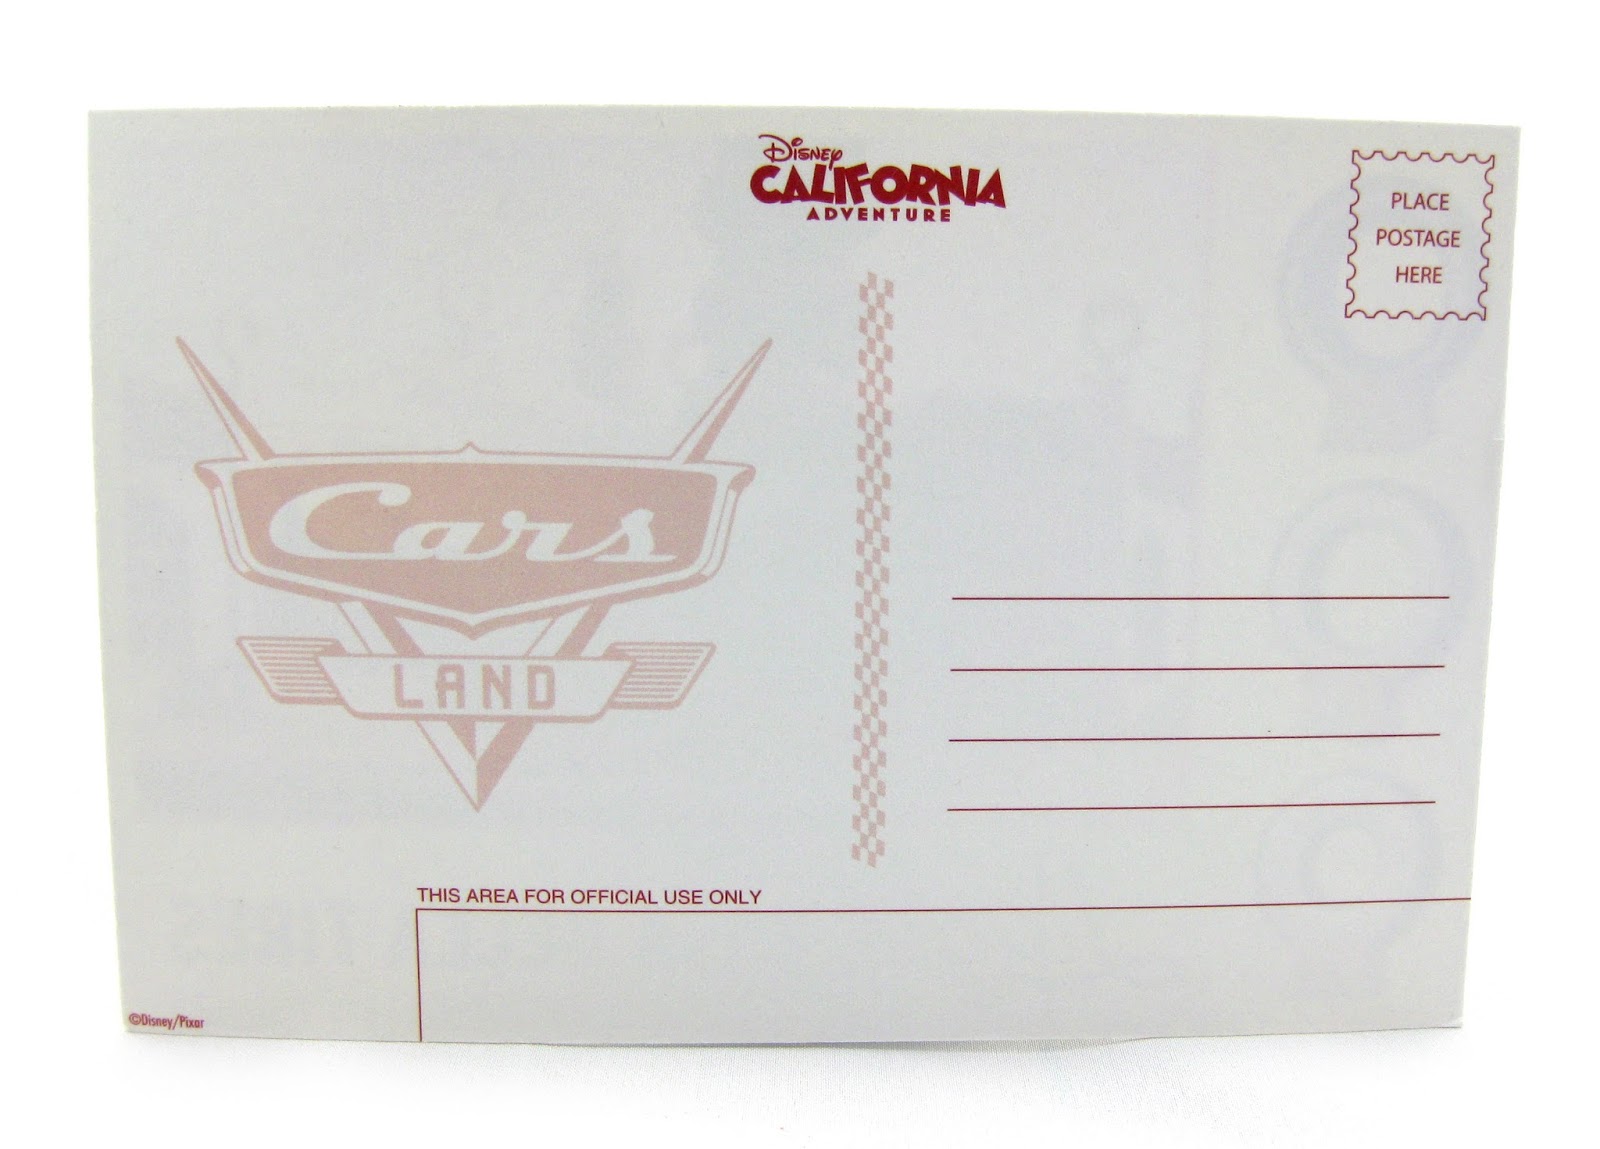 Disney
CALIFORNIA
ADVENTURE
PLACE
POSTAGE
HERE
Cars
LAND
THIS AREA FOR OFFICIAL USE ONLY
©Disney/Pixar